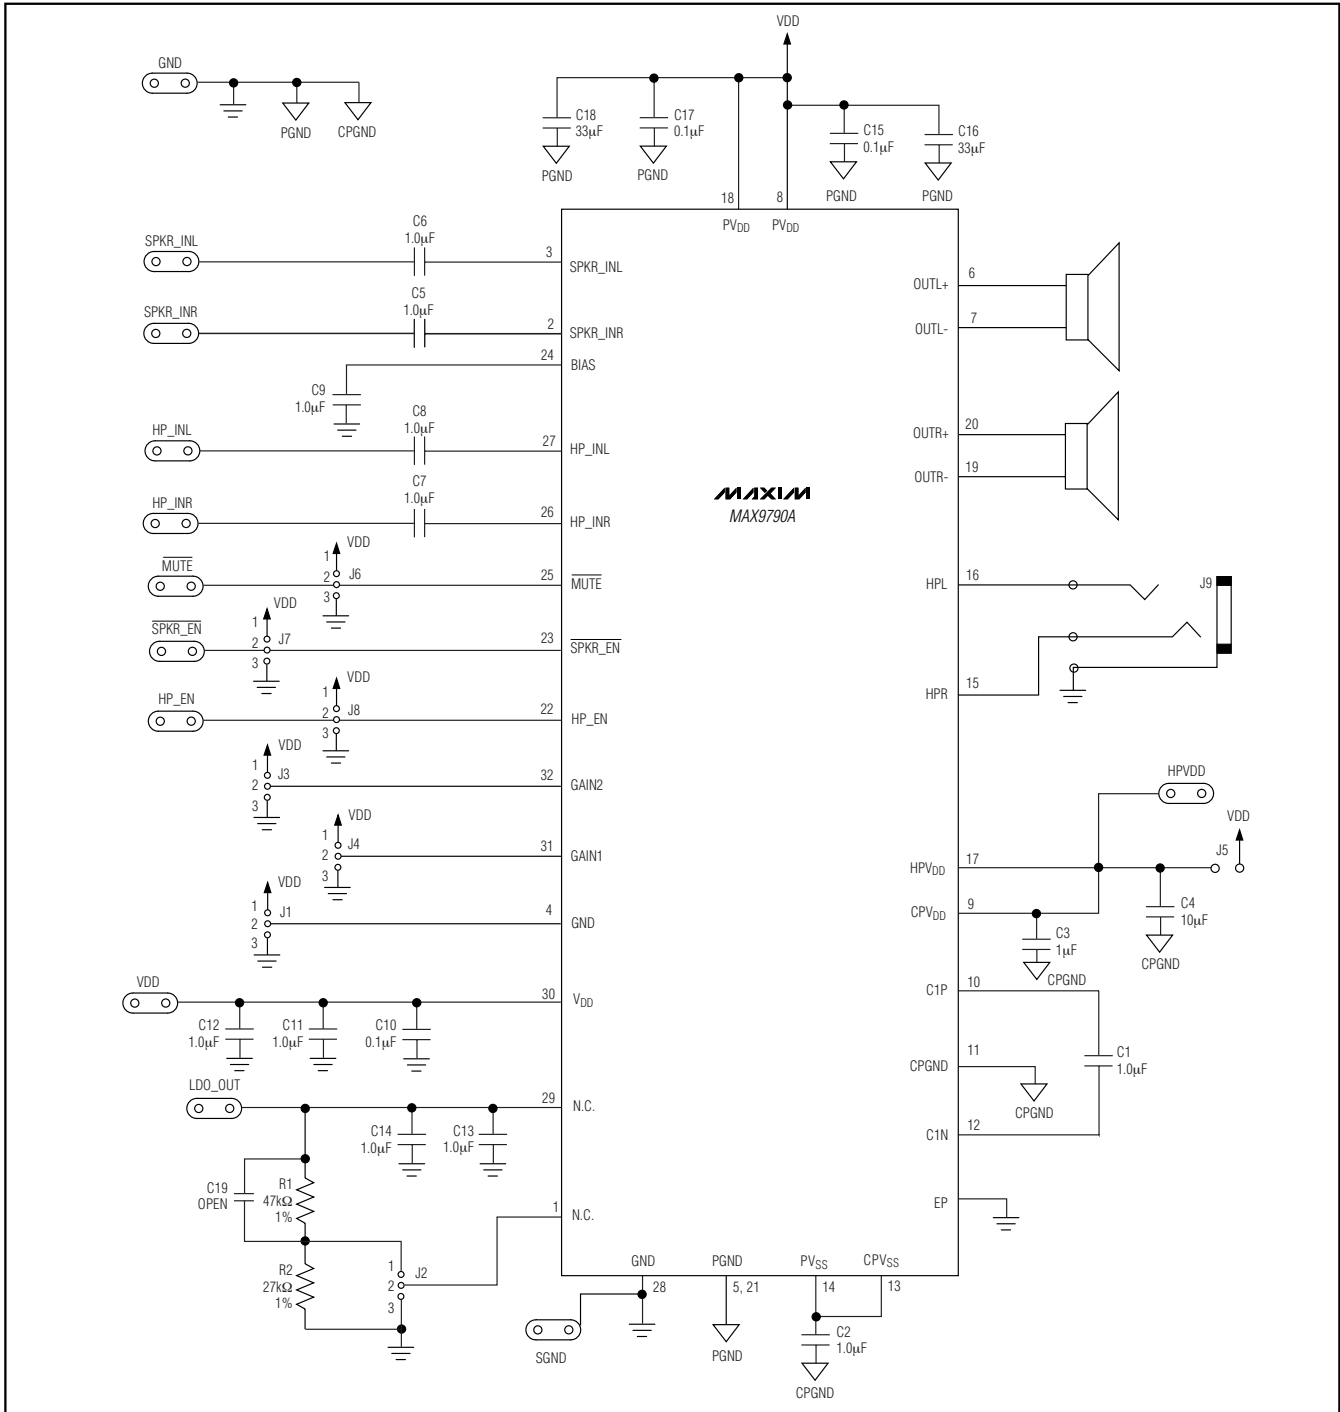 VDD
GND
PGND
CPGND
C18
33µF
PGND
C17
0.1µF
PGND
C15
0.1µF
PGND
C16
33µF
PGND
18
8
PVDD
PVDD
SPKR_INL
C6
1.0µF
3
SPKR_INL
SPKR_INR
C5
1.0µF
2
SPKR_INR
24
BIAS
C9
1.0µF
HP_INL
C8
1.0µF
27
HP_INL
HP_INR
C7
1.0µF
26
HP_INR
MUTE
1
VDD
2
J6
3
25
MUTE
SPKR_EN
1
VDD
2
J7
3
23
SPKR_EN
HP_EN
1
VDD
2
J8
3
22
HP_EN
1
VDD
2
J3
3
32
GAIN2
1
VDD
2
J4
3
31
GAIN1
1
VDD
2
J1
3
4
GND
VDD
30
VDD
C12
1.0µF
C11
1.0µF
C10
0.1µF
LDO_OUT
29
N.C.
C14
1.0µF
C13
1.0µF
C19
OPEN
R1
47kΩ
1%
R2
27kΩ
1%
1
2
3
J2
1
N.C.
MAXIM
MAX9790A
6
OUTL+
7
OUTL-
20
OUTR+
19
OUTR-
16
HPL
J9
15
HPR
HPVDD
VDD
J5
17
HPVDD
9
CPVDD
C4
10µF
CPGND
C3
1µF
CPGND
10
C1P
11
CPGND
CPGND
C1
1.0µF
12
C1N
EP
GND
28
SGND
PGND
5, 21
PGND
PVSS
14
CPVSS
13
C2
1.0µF
CPGND